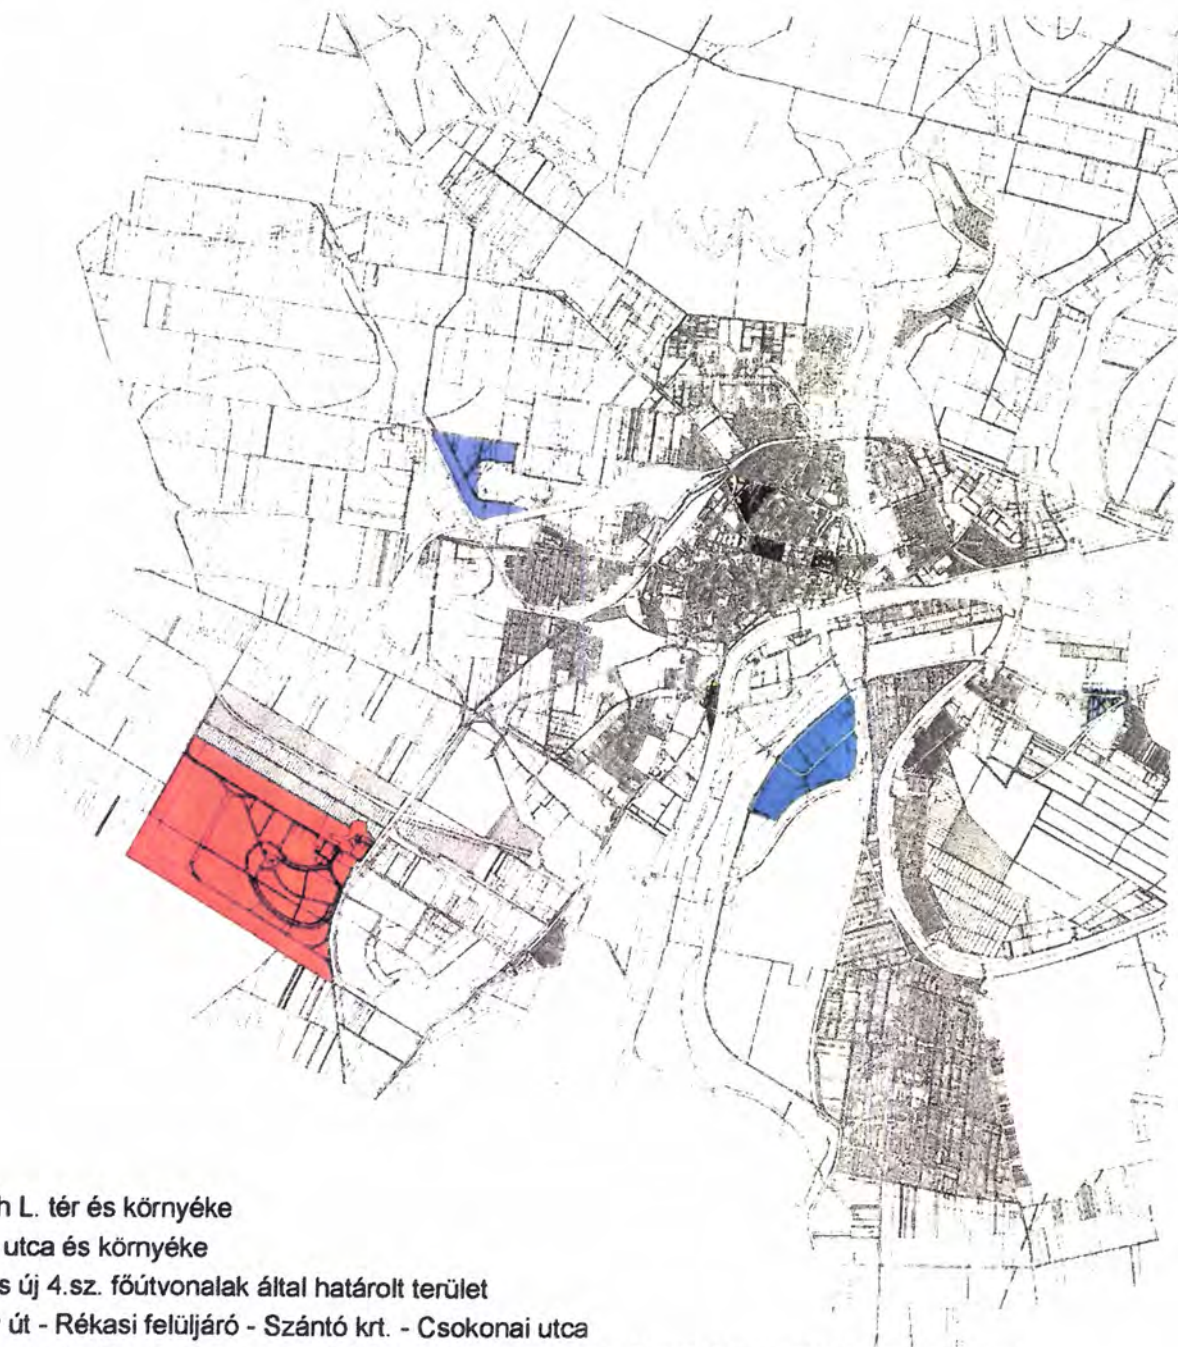 h L. tér és környéke
utca és környéke
s új 4.sz. főútvonalak által határolt terület
út - Rékasi felüljáró - Szántó krt. - Csokonai utca